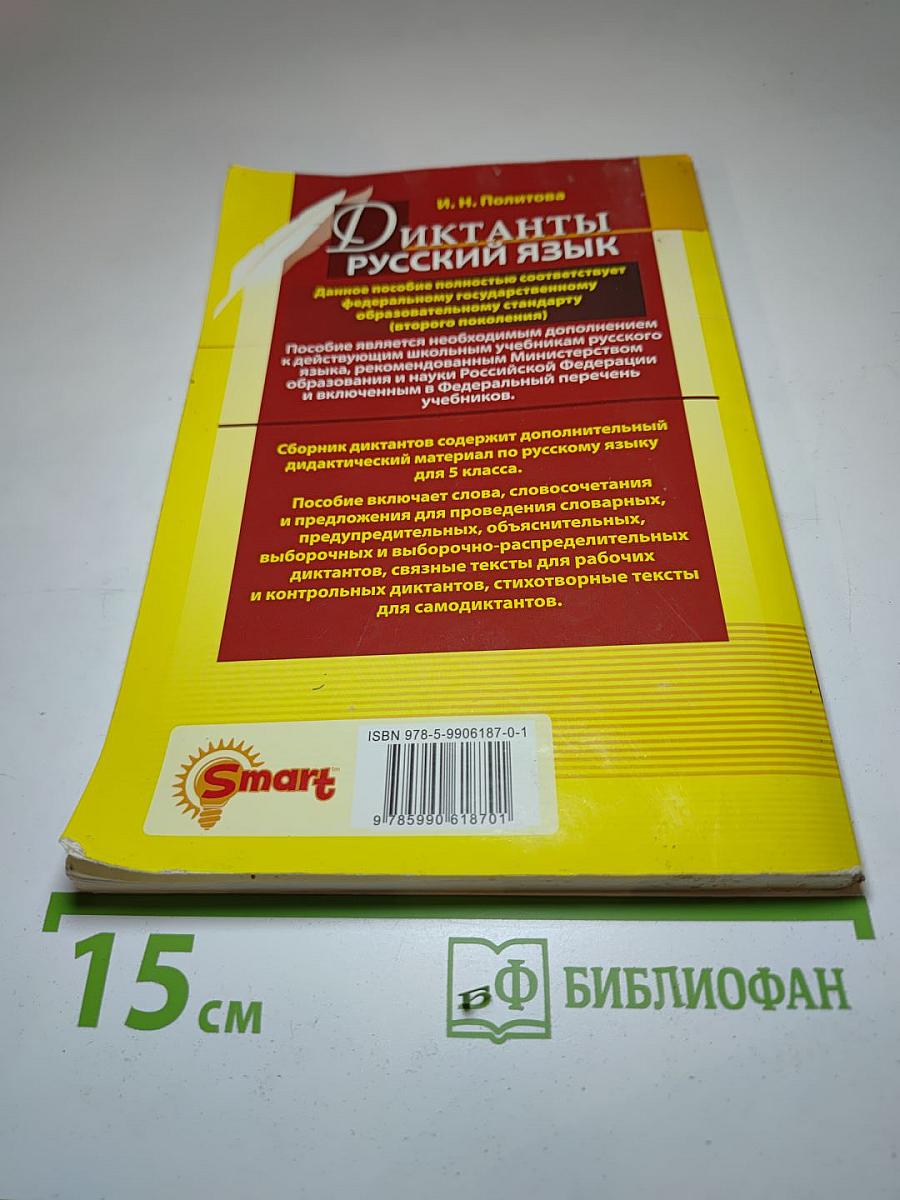 И. Н. Политова
ДИКТАНТЫ
РУССКИЙ ЯЗЫК
Данное пособие полностью соответствует
федеральному государственному
образовательному стандарту
(второго поколения)
Пособие является необходимым дополнением
к действующим школьным учебникам русского
языка, рекомендованным Министерством
образования и науки Российской Федерации
и включенным в Федеральный перечень
учебников.
Сборник диктантов содержит дополнительный
дидактический материал по русскому языку
для 5 класса.
Пособие включает слова, словосочетания
и предложения для проведения словарных,
предупредительных, объяснительных,
выборочных и выборочно-распределительных
диктантов, связные тексты для рабочих
и контрольных диктантов, стихотворные тексты
для самодиктантов.
Smart
ISBN 978-5-9906187-0-1
9 785990 618701
15 см
БФ БИБЛИОФАН